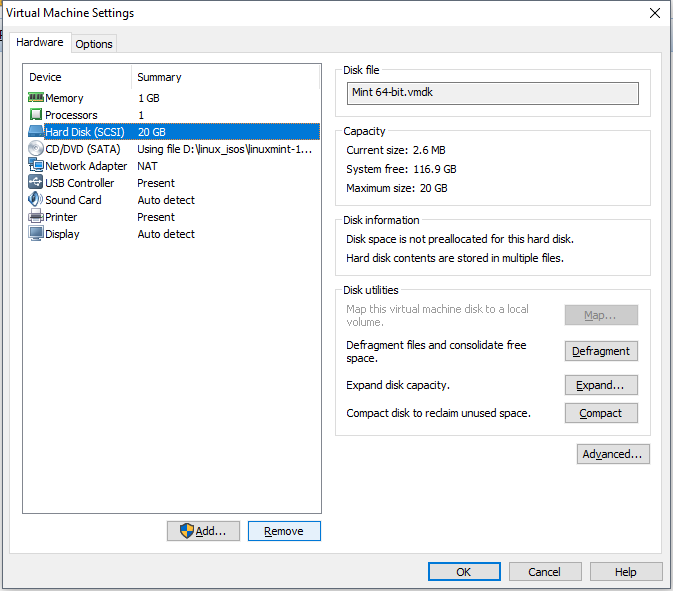 Virtual Machine Settings
Hardware
Options
Device Summary
Memory 1 GB
Processors 1
Hard Disk (SCSI) 20 GB
CD/DVD (SATA) Using file D:\linux_isos\linuxmint-1...
Network Adapter NAT
USB Controller Present
Sound Card Auto detect
Printer Present
Display Auto detect
Add...
Remove
Disk file
Mint 64-bit.vmdk
Capacity
Current size: 2.6 MB
System free: 116.9 GB
Maximum size: 20 GB
Disk information
Disk space is not preallocated for this hard disk.
Hard disk contents are stored in multiple files.
Disk utilities
Map this virtual machine disk to a local
volume.
Map...
Defragment files and consolidate free
space.
Defragment
Expand disk capacity.
Expand...
Compact disk to reclaim unused space.
Compact
Advanced...
OK
Cancel
Help